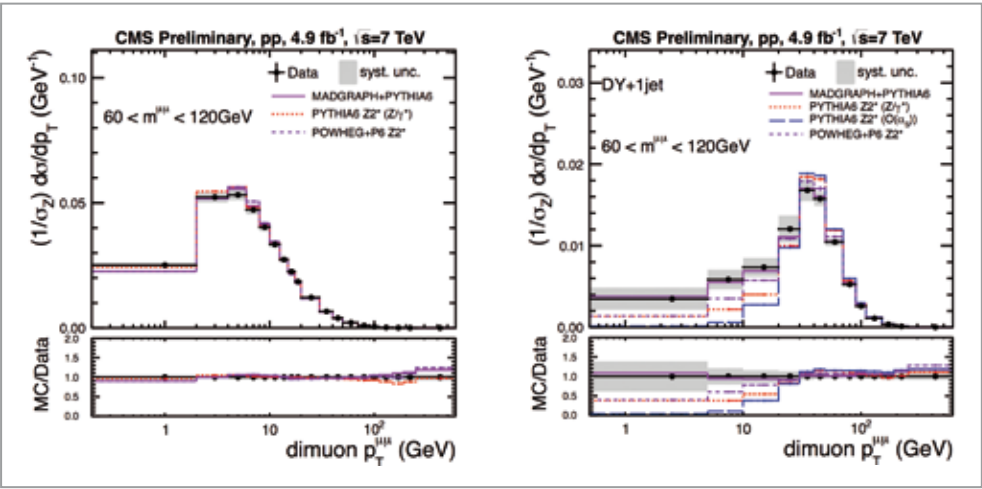 CMS Preliminary, pp, 4.9 fb⁻¹, √s=7 TeV
(1/σ_Z) dσ/dp_T (GeV⁻¹)
0.10
0.05
0.00
Data
syst. unc.
MADGRAPH+PYTHIA6
PYTHIA6 Z2* (Z/γ*)
POWHEG+P6 Z2*
60 < m^μμ < 120GeV
MC/Data
2.0
1.5
1.0
0.5
0.0
1
10
10²
dimuon p_T^μμ (GeV)
CMS Preliminary, pp, 4.9 fb⁻¹, √s=7 TeV
(1/σ_Z) dσ/dp_T (GeV⁻¹)
0.03
0.02
0.01
0.00
Data
syst. unc.
DY+1jet
MADGRAPH+PYTHIA6
PYTHIA6 Z2* (Z/γ*)
PYTHIA6 Z2* (O(α_s))
POWHEG+P6 Z2*
60 < m^μμ < 120GeV
MC/Data
2.0
1.5
1.0
0.5
0.0
1
10
10²
dimuon p_T^μμ (GeV)